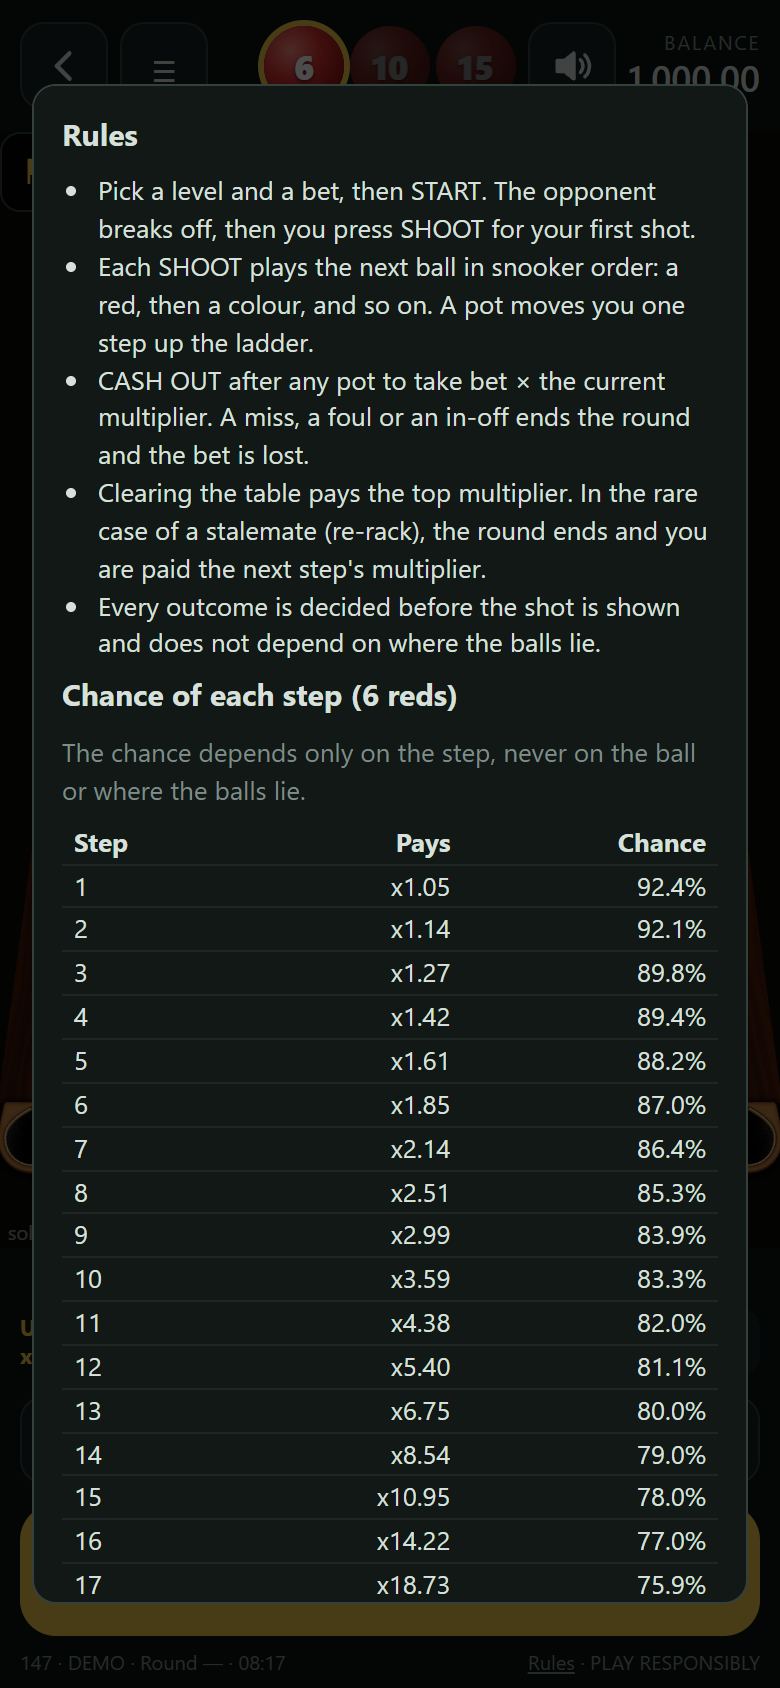 6 10 15 BALANCE
1 000.00
Rules
• Pick a level and a bet, then START. The opponent
breaks off, then you press SHOOT for your first shot.
• Each SHOOT plays the next ball in snooker order: a
red, then a colour, and so on. A pot moves you one
step up the ladder.
• CASH OUT after any pot to take bet × the current
multiplier. A miss, a foul or an in-off ends the round
and the bet is lost.
• Clearing the table pays the top multiplier. In the rare
case of a stalemate (re-rack), the round ends and you
are paid the next step's multiplier.
• Every outcome is decided before the shot is shown
and does not depend on where the balls lie.
Chance of each step (6 reds)
The chance depends only on the step, never on the ball
or where the balls lie.
Step Pays Chance
1 x1.05 92.4%
2 x1.14 92.1%
3 x1.27 89.8%
4 x1.42 89.4%
5 x1.61 88.2%
6 x1.85 87.0%
7 x2.14 86.4%
8 x2.51 85.3%
9 x2.99 83.9%
10 x3.59 83.3%
11 x4.38 82.0%
12 x5.40 81.1%
13 x6.75 80.0%
14 x8.54 79.0%
15 x10.95 78.0%
16 x14.22 77.0%
17 x18.73 75.9%
147 · DEMO · Round — · 08:17 Rules · PLAY RESPONSIBLY